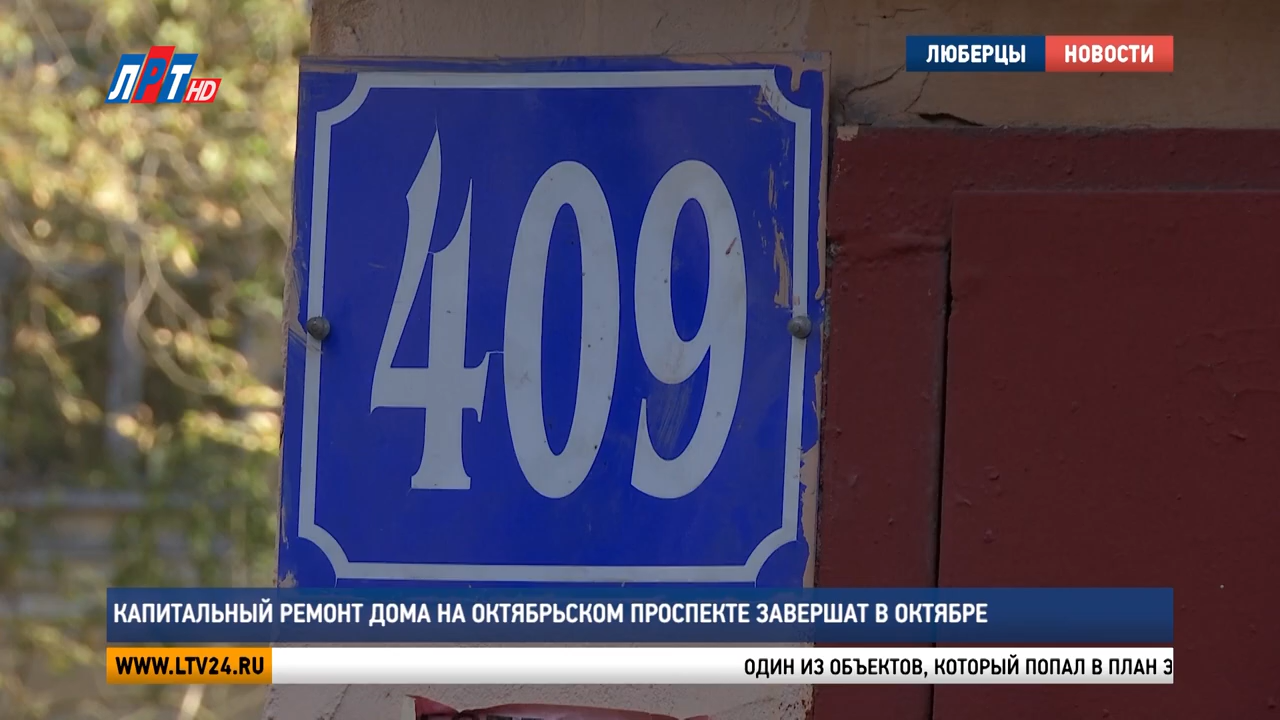 ЛРТ HD
ЛЮБЕРЦЫ НОВОСТИ
409
КАПИТАЛЬНЫЙ РЕМОНТ ДОМА НА ОКТЯБРЬСКОМ ПРОСПЕКТЕ ЗАВЕРШАТ В ОКТЯБРЕ
WWW.LTV24.RU ОДИН ИЗ ОБЪЕКТОВ, КОТОРЫЙ ПОПАЛ В ПЛАН Э